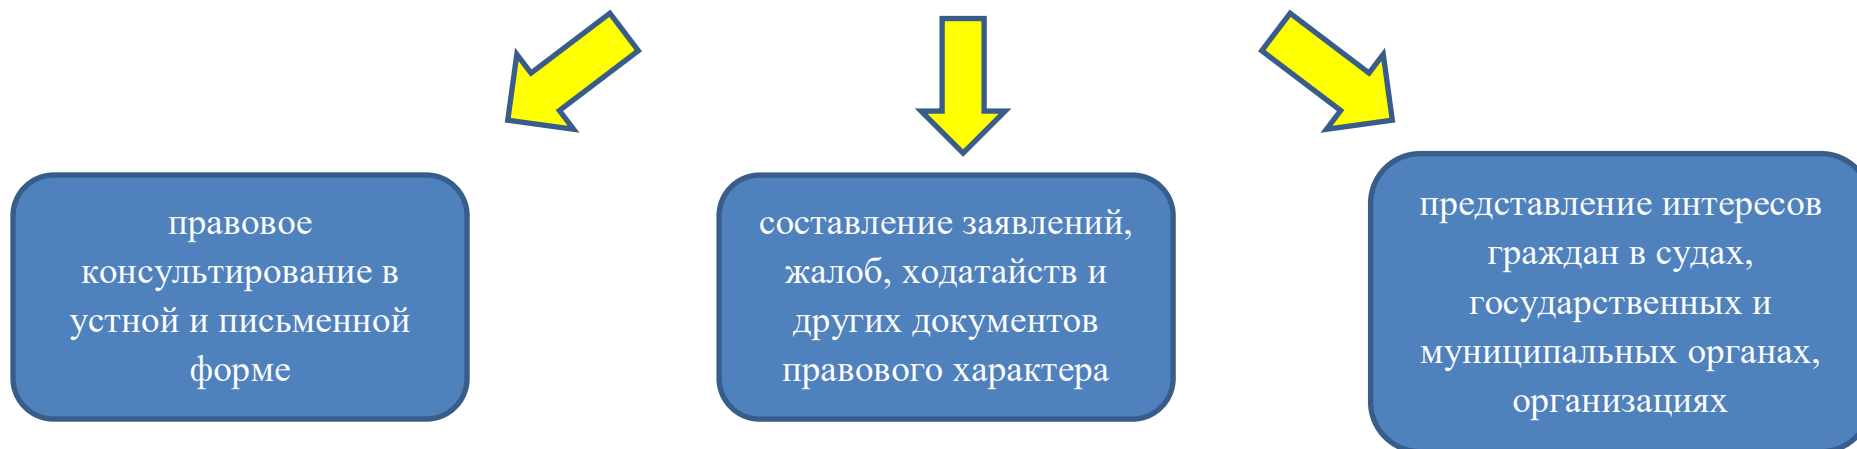 правовое
консультирование в
устной и письменной
форме
составление заявлений,
жалоб, ходатайств и
других документов
правового характера
представление интересов
граждан в судах,
государственных и
муниципальных органах,
организациях